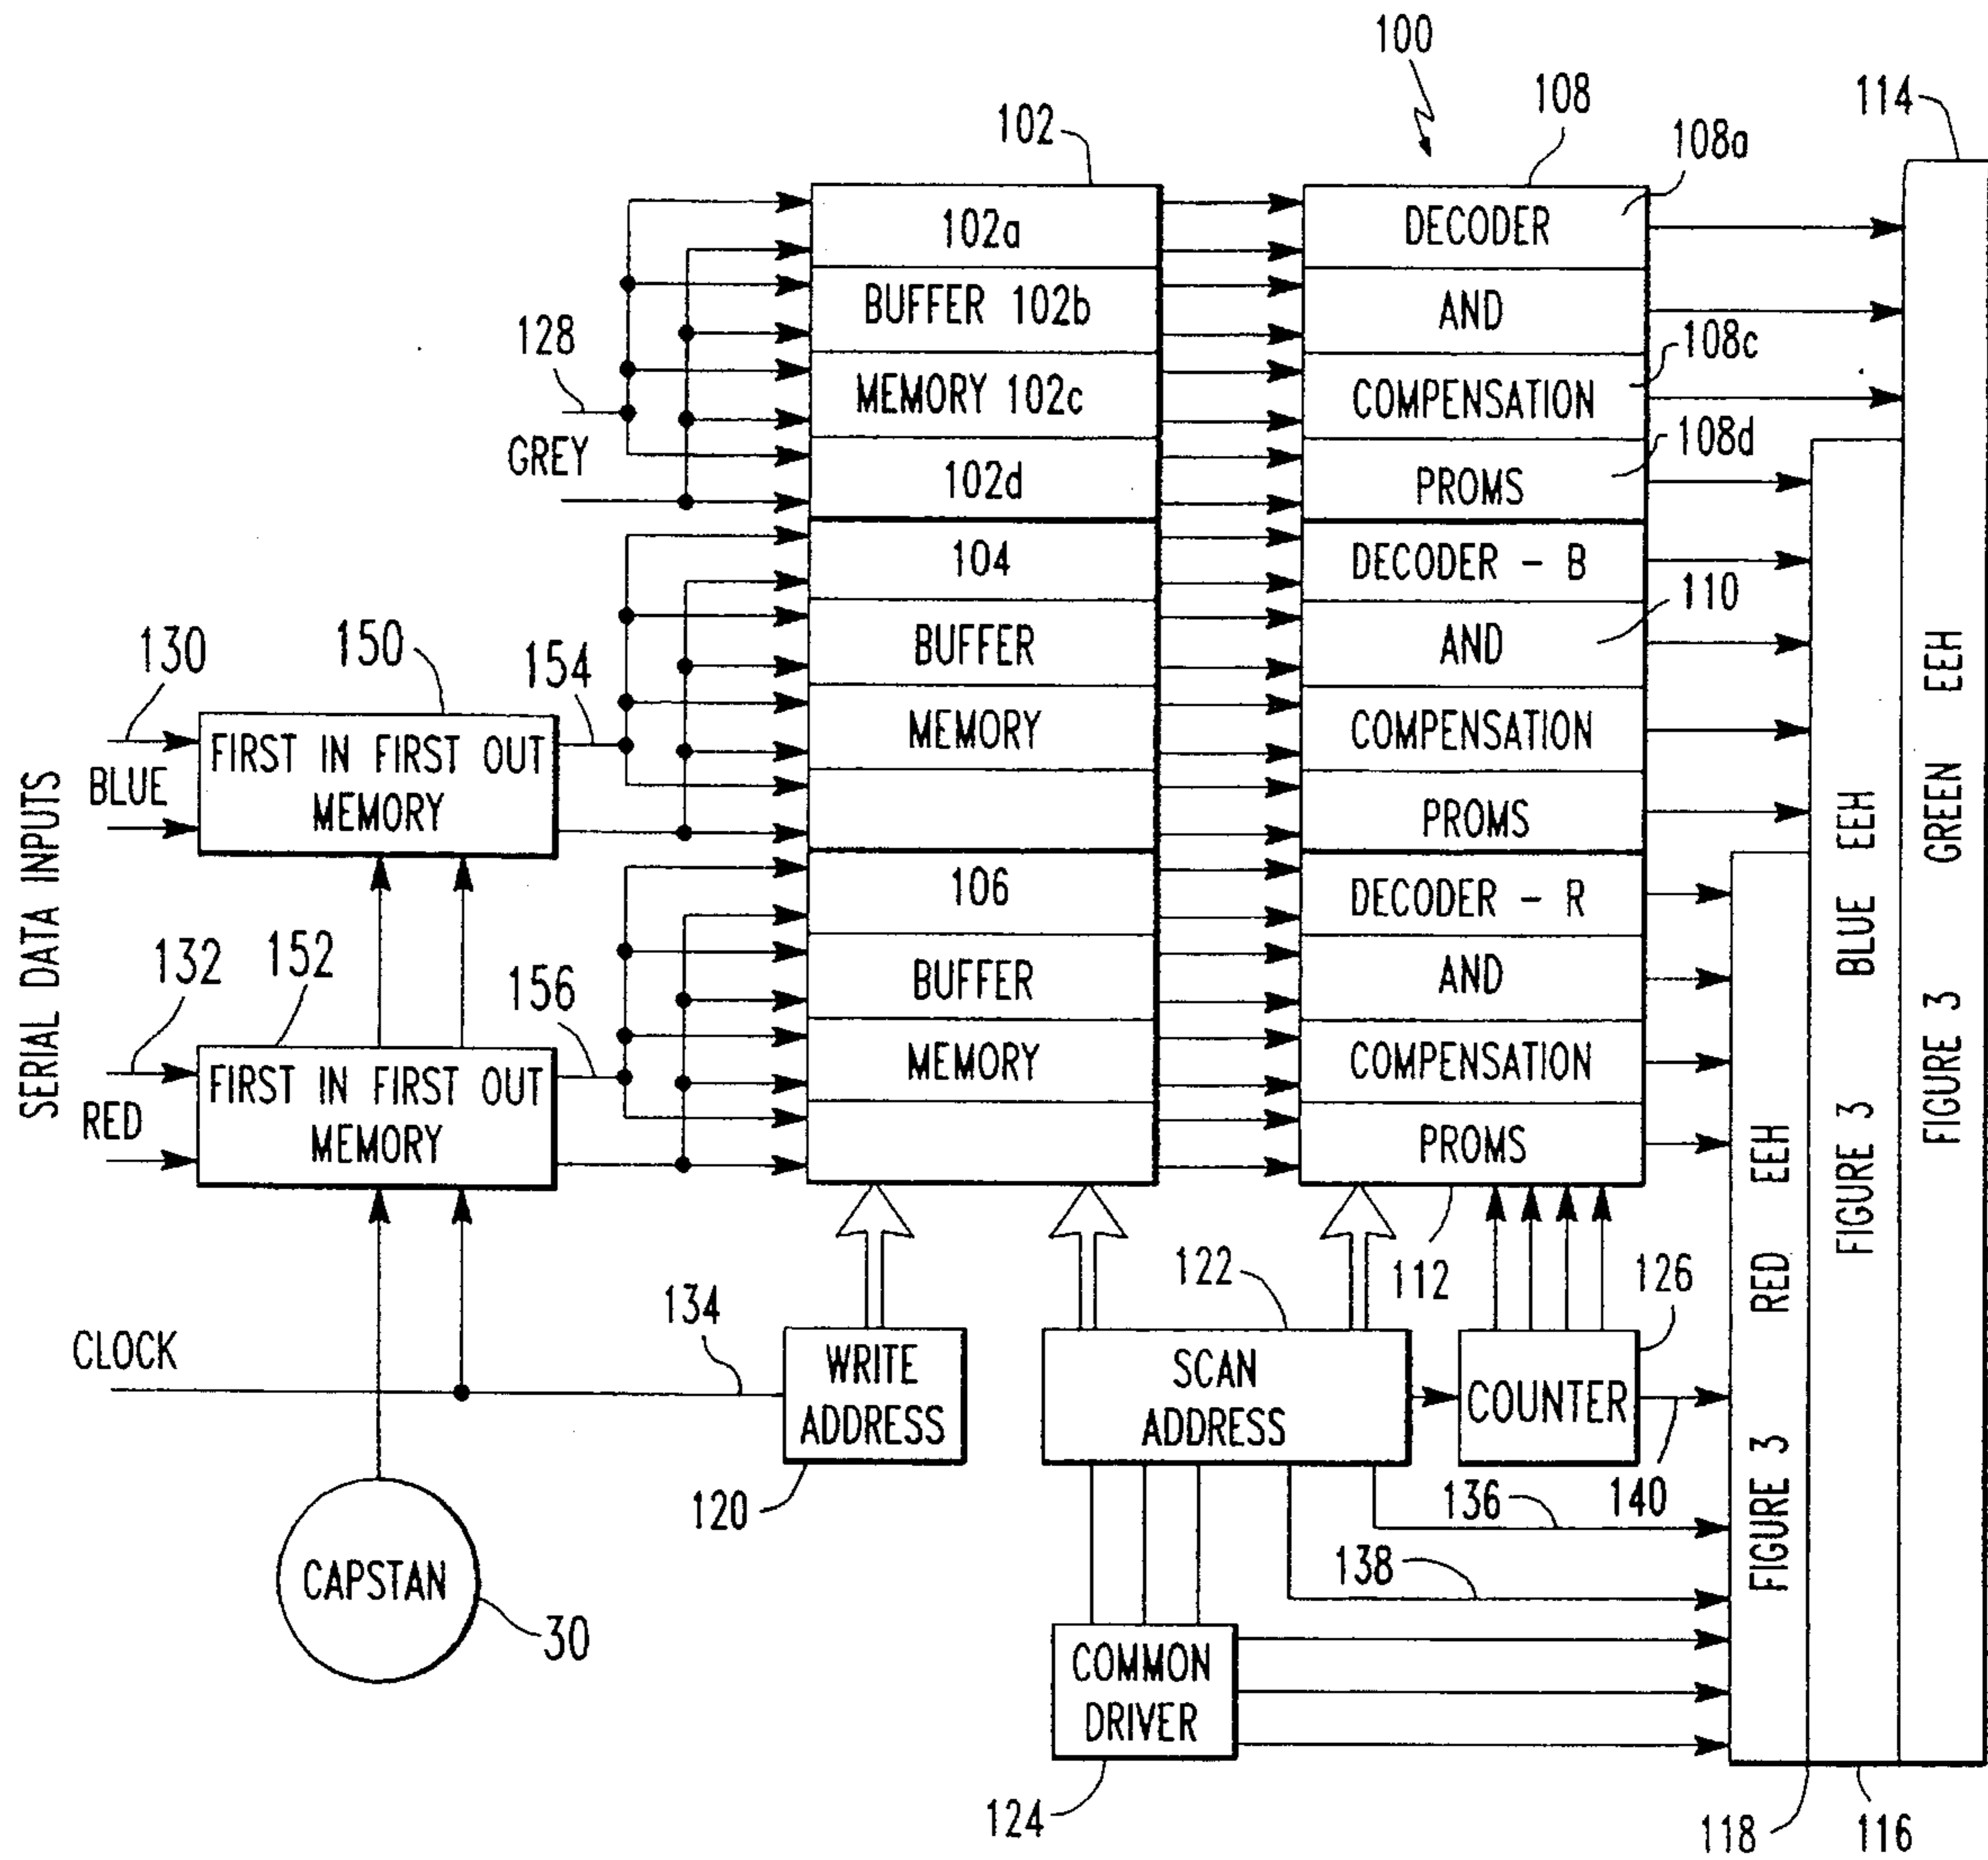 100
102
108
108a
114
102a
DECODER
BUFFER 102b
AND
128
108c
MEMORY 102c
COMPENSATION
GREY
108d
102d
PROMS
104
DECODER - B
110
BUFFER
AND
MEMORY
COMPENSATION
PROMS
SERIAL DATA INPUTS
130
150
154
BLUE
FIRST IN FIRST OUT
MEMORY
106
DECODER - R
132
152
156
BUFFER
AND
RED
FIRST IN FIRST OUT
MEMORY
MEMORY
COMPENSATION
PROMS
CLOCK
134
122
112
126
WRITE
ADDRESS
SCAN
ADDRESS
COUNTER
120
136
140
138
CAPSTAN
30
COMMON
DRIVER
124
118
116
FIGURE 3 RED EEH
FIGURE 3 BLUE EEH
FIGURE 3 GREEN EEH